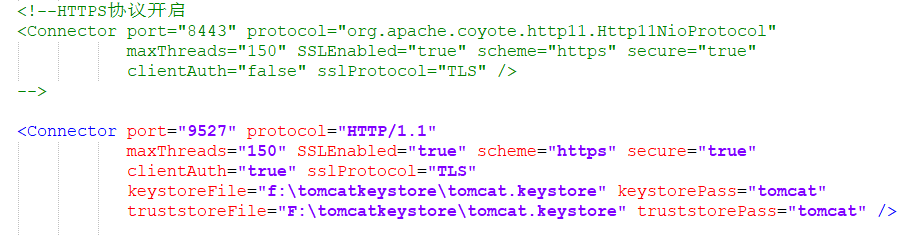 <!--HTTPS协议开启
<Connector port="8443" protocol="org.apache.coyote.http11.Http11NioProtocol"
maxThreads="150" SSLEnabled="true" scheme="https" secure="true"
clientAuth="false" sslProtocol="TLS" />
-->
<Connector port="9527" protocol="HTTP/1.1"
maxThreads="150" SSLEnabled="true" scheme="https" secure="true"
clientAuth="true" sslProtocol="TLS"
keystoreFile="f:\tomcatkeystore\tomcat.keystore" keystorePass="tomcat"
truststoreFile="F:\tomcatkeystore\tomcat.keystore" truststorePass="tomcat" />